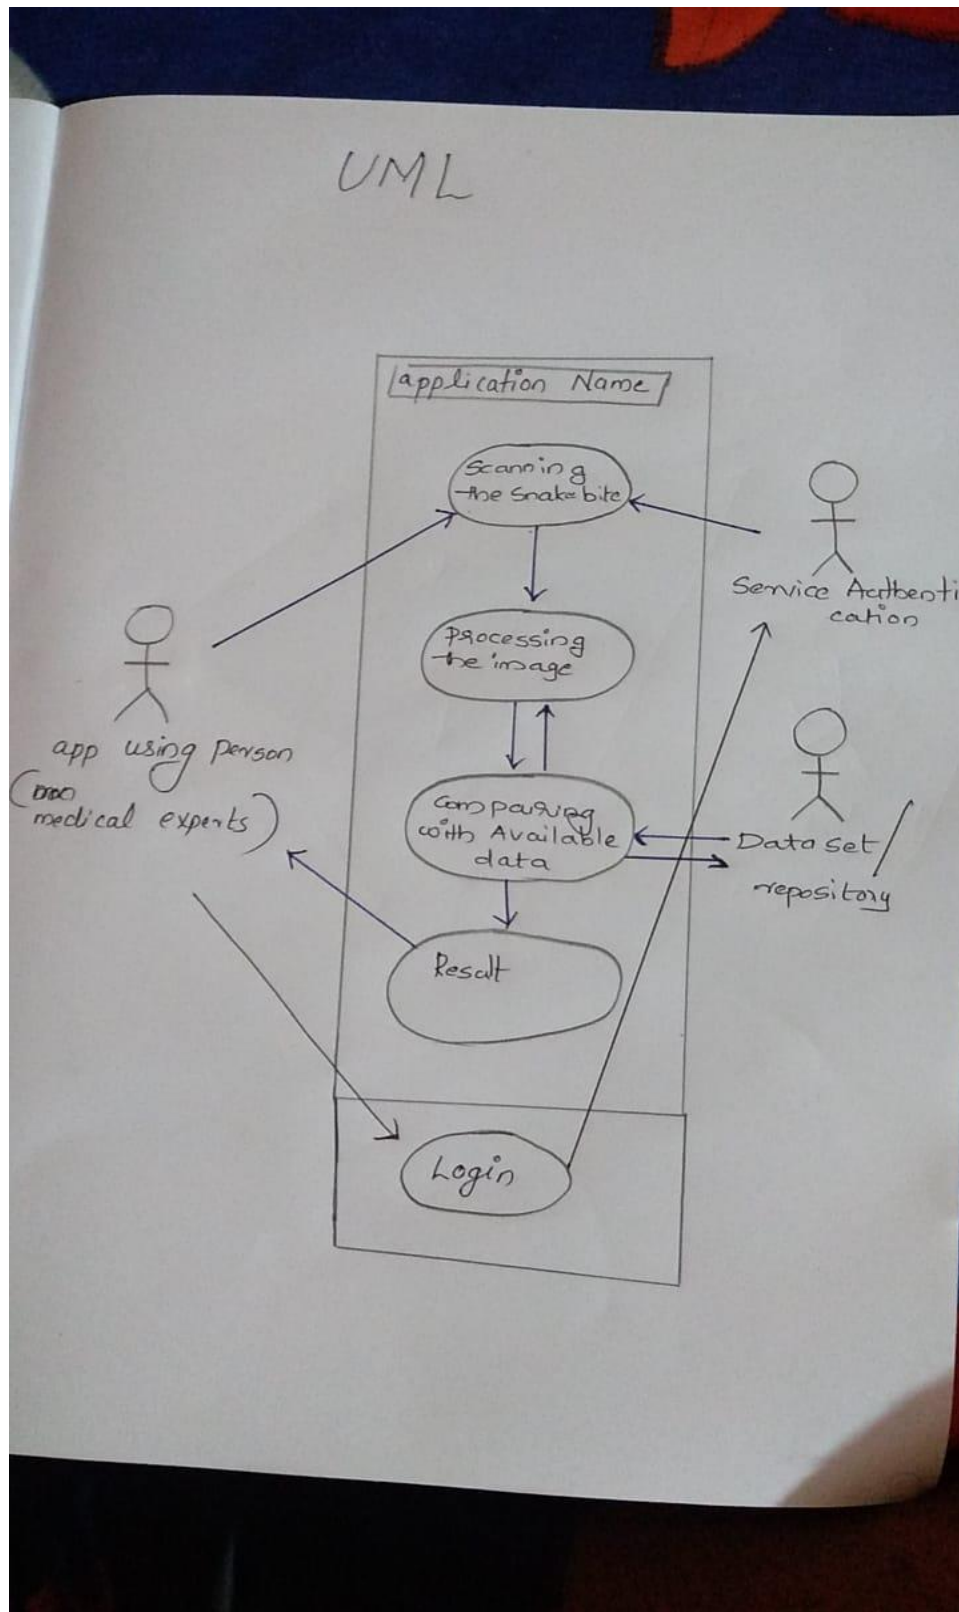 UML
application Name
Scanning
the snake bite
Service Authenti
cation
processing
the image
app using person
(non
medical experts)
Comparing
with Available
data
Data set/
repository
Result
Login